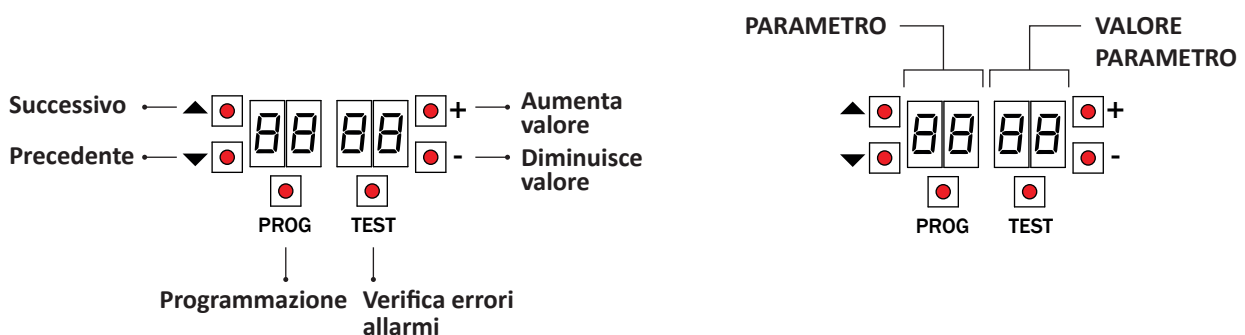 Successivo
Precedente
88 88
+
-
Aumenta
valore
Diminuisce
valore
PROG TEST
Programmazione
Verifica errori
allarmi
PARAMETRO
VALORE
PARAMETRO
88 88
+
-
PROG TEST